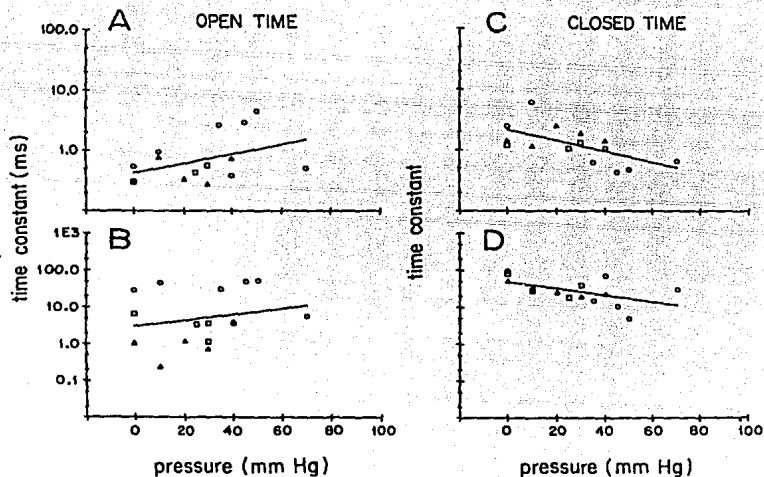 A
OPEN TIME
C
CLOSED TIME
100.0
10.0
1.0
time constant (ms)
time constant
B
D
1E3
100.0
10.0
1.0
0.1
0 20 40 60 80 100
0 20 40 60 80 100
pressure (mm Hg)
pressure (mm Hg)